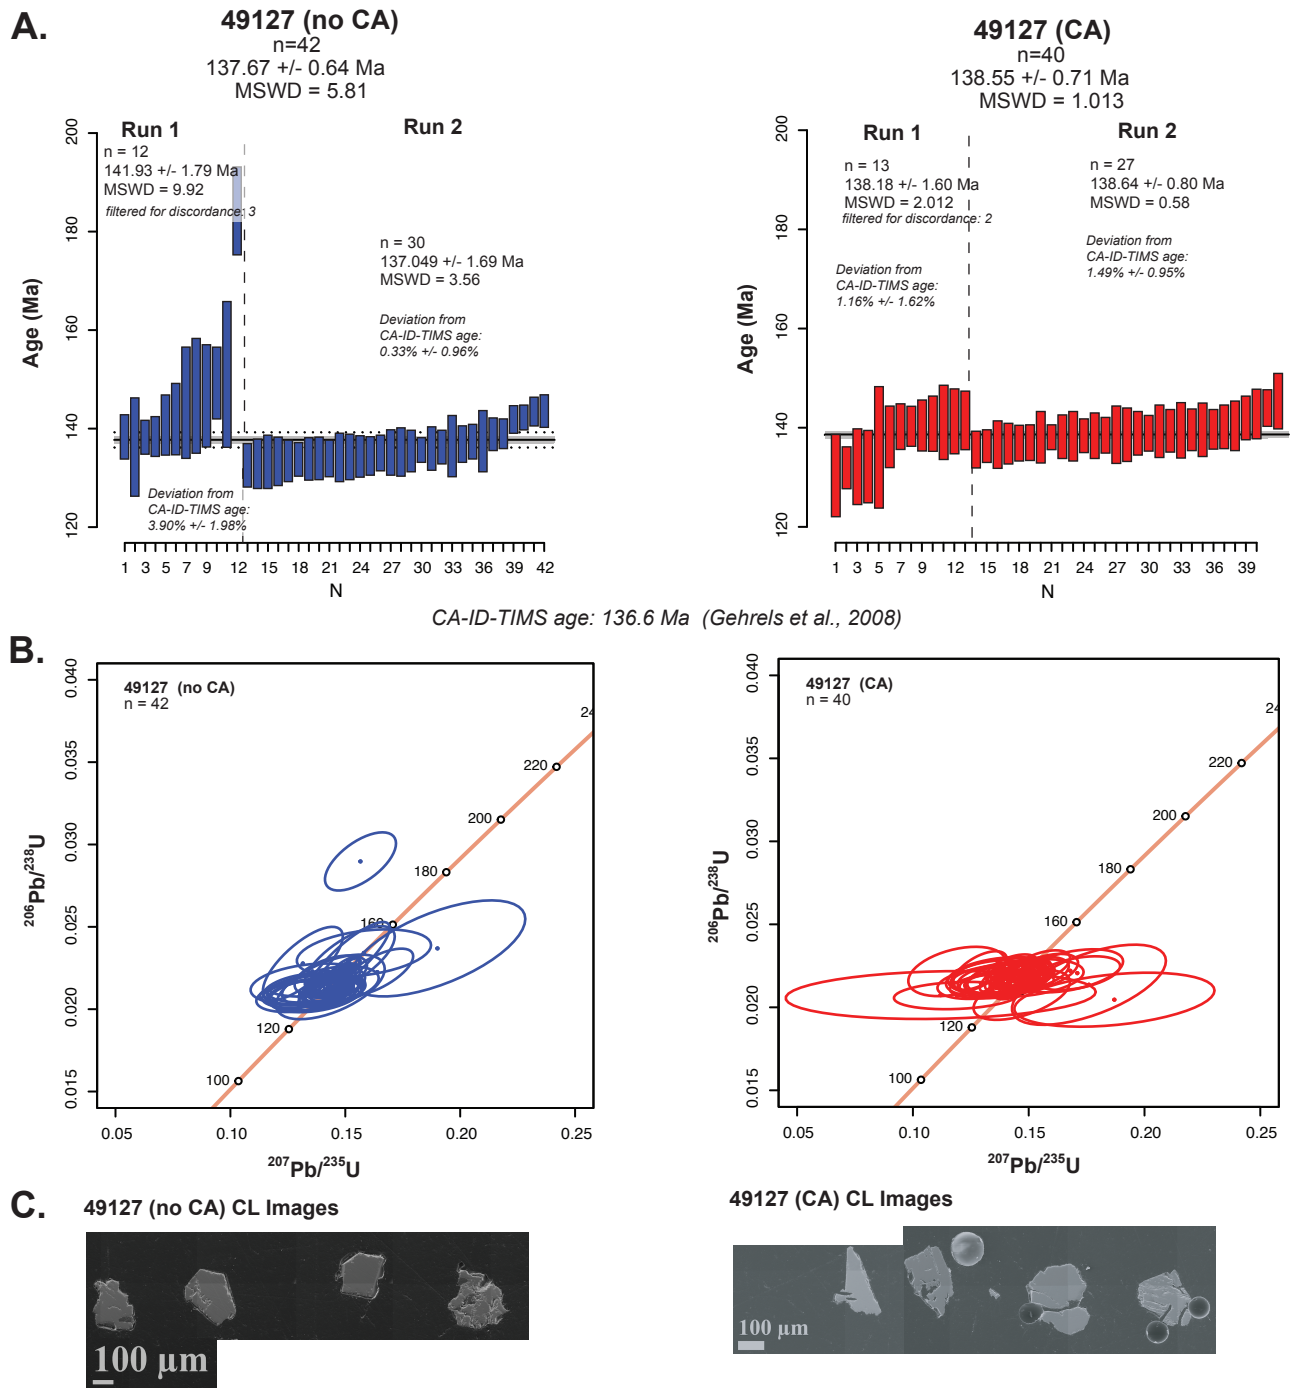 A.
49127 (no CA)
n=42
137.67 +/- 0.64 Ma
MSWD = 5.81
Run 1
Run 2
n = 12
141.93 +/- 1.79 Ma
MSWD = 9.92
filtered for discordance: 3
n = 30
137.049 +/- 1.69 Ma
MSWD = 3.56
Deviation from
CA-ID-TIMS age:
0.33% +/- 0.96%
Deviation from
CA-ID-TIMS age:
3.90% +/- 1.98%
Age (Ma)
200
180
160
140
120
1 3 5 7 9 12 15 18 21 24 27 30 33 36 39 42
N
49127 (CA)
n=40
138.55 +/- 0.71 Ma
MSWD = 1.013
Run 1
Run 2
n = 13
138.18 +/- 1.60 Ma
MSWD = 2.012
filtered for discordance: 2
n = 27
138.64 +/- 0.80 Ma
MSWD = 0.58
Deviation from
CA-ID-TIMS age:
1.16% +/- 1.62%
Deviation from
CA-ID-TIMS age:
1.49% +/- 0.95%
Age (Ma)
200
180
160
140
120
1 3 5 7 9 12 15 18 21 24 27 30 33 36 39
N
CA-ID-TIMS age: 136.6 Ma (Gehrels et al., 2008)
B.
49127 (no CA)
n = 42
24
220
200
180
160
120
100
0.040
0.035
0.030
0.025
0.020
0.015
206Pb/238U
0.05 0.10 0.15 0.20 0.25
207Pb/235U
49127 (CA)
n = 40
24
220
200
180
160
120
100
0.040
0.035
0.030
0.025
0.020
0.015
206Pb/238U
0.05 0.10 0.15 0.20 0.25
207Pb/235U
C.
49127 (no CA) CL Images
100 µm
49127 (CA) CL Images
100 µm